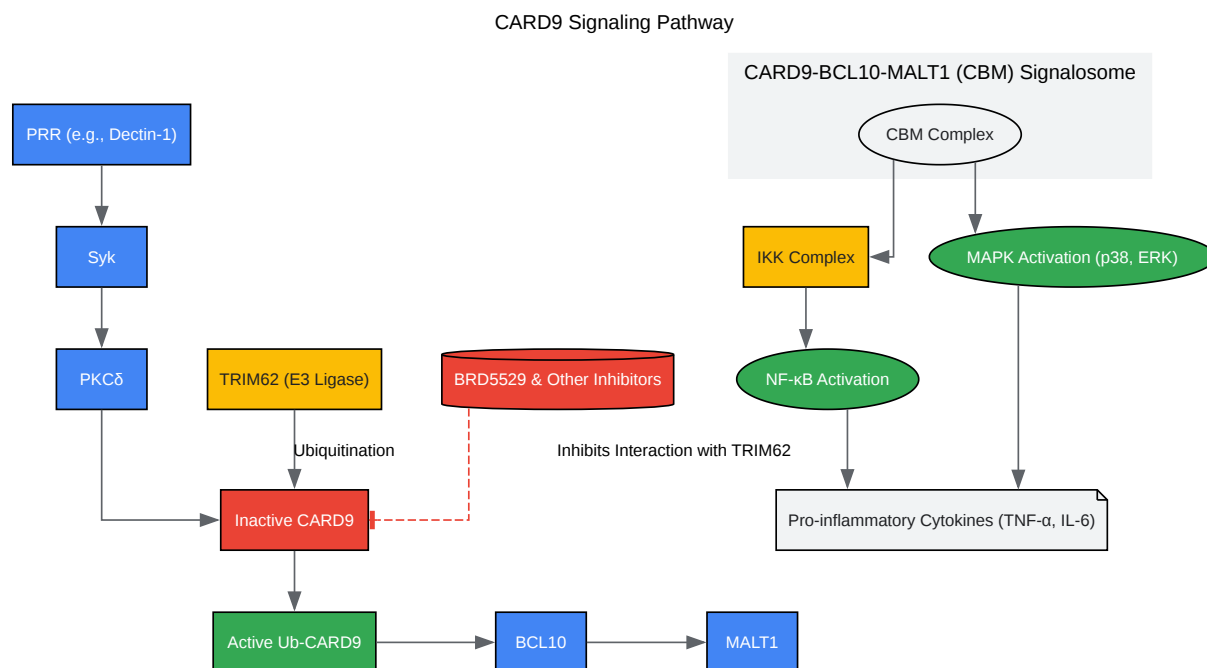 CARD9 Signaling Pathway
CARD9-BCL10-MALT1 (CBM) Signalosome
PRR (e.g., Dectin-1)
CBM Complex
Syk
IKK Complex
MAPK Activation (p38, ERK)
PKCδ
TRIM62 (E3 Ligase)
BRD5529 & Other Inhibitors
NF-κB Activation
Ubiquitination
Inhibits Interaction with TRIM62
Inactive CARD9
Pro-inflammatory Cytokines (TNF-α, IL-6)
Active Ub-CARD9
BCL10
MALT1